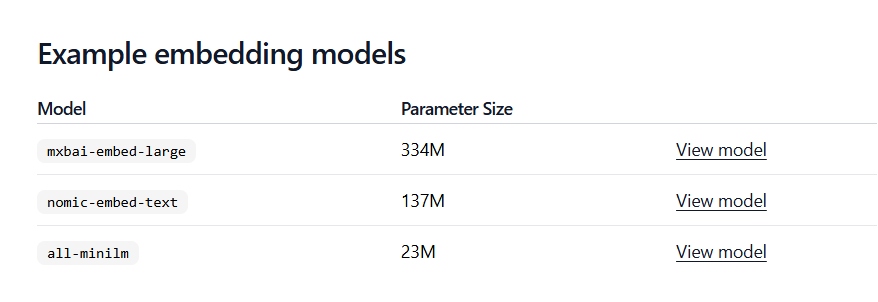 Example embedding models
Model Parameter Size
mxbai-embed-large 334M View model
nomic-embed-text 137M View model
all-minilm 23M View model